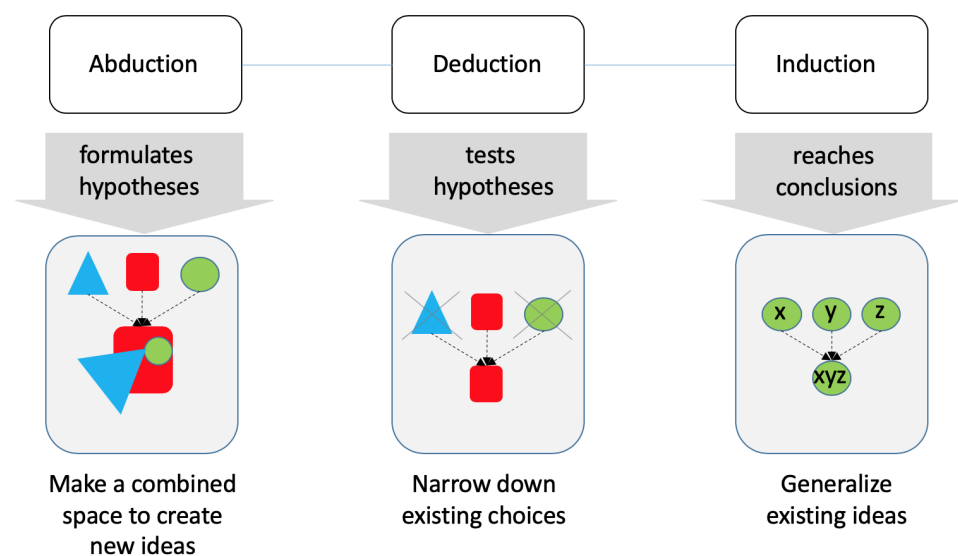 Abduction
Deduction
Induction
formulates
hypotheses
tests
hypotheses
reaches
conclusions
x
y
z
xyz
Make a combined
space to create
new ideas
Narrow down
existing choices
Generalize
existing ideas